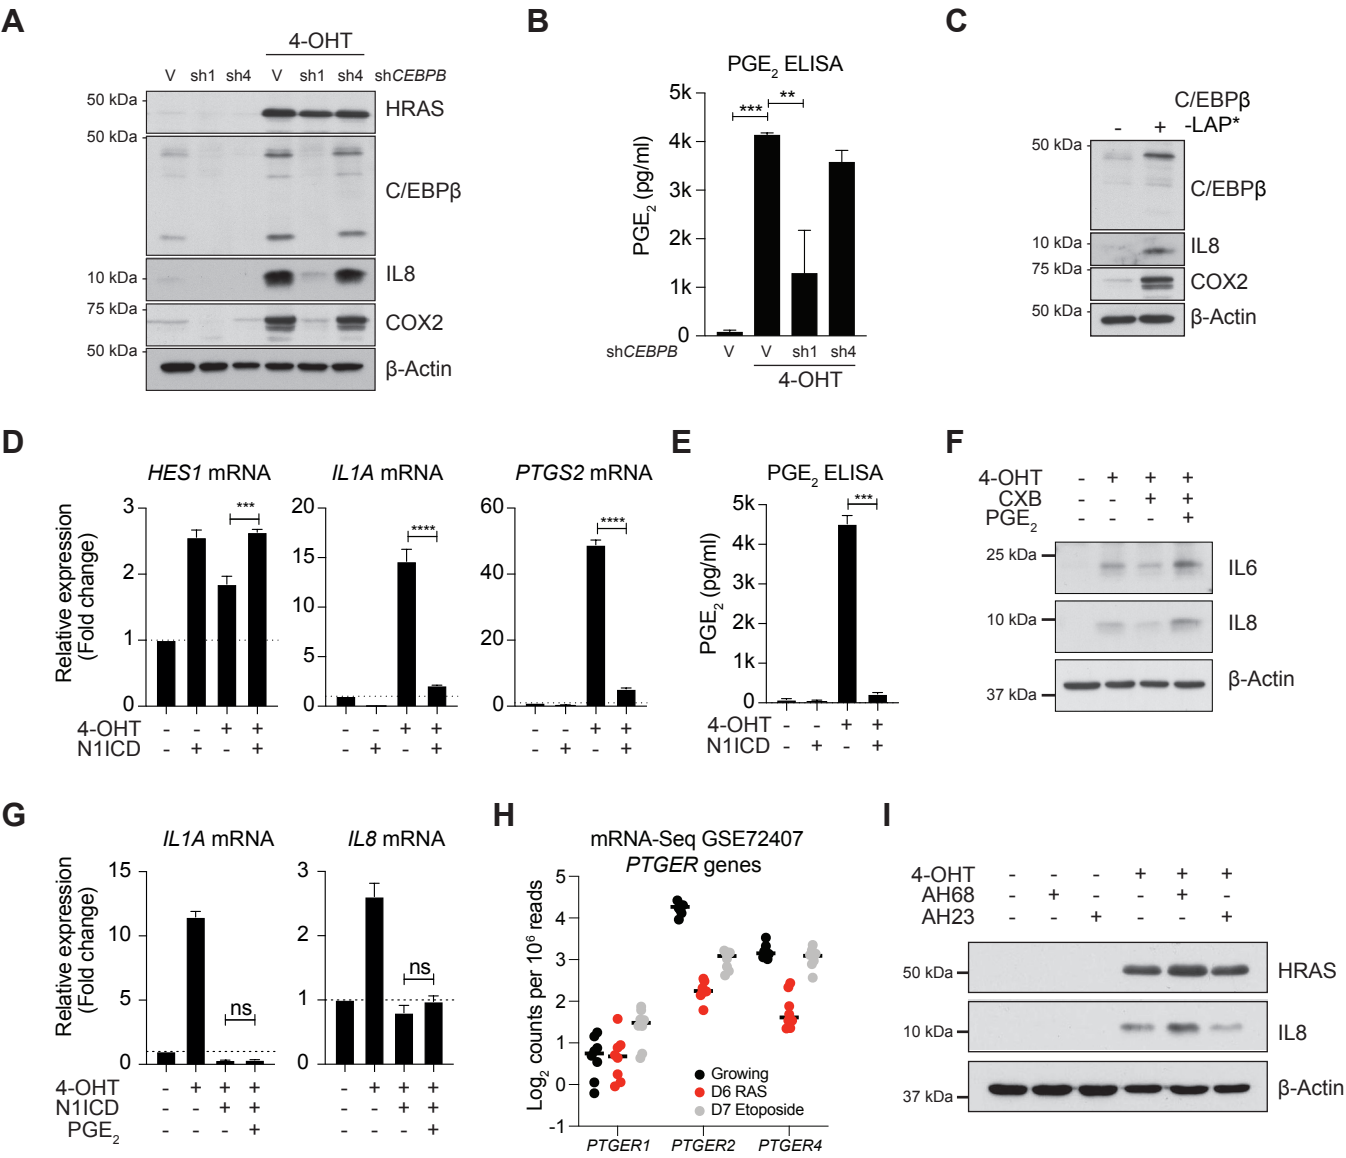 A
4-OHT
V sh1 sh4 V sh1 sh4 shCEBPB
50 kDa
HRAS
50 kDa
C/EBPβ
10 kDa
IL8
75 kDa
COX2
50 kDa
β-Actin
B
PGE2 ELISA
PGE2 (pg/ml)
5k
4k
3k
2k
1k
0
*** **
shCEBPB V V sh1 sh4
4-OHT
C
C/EBPβ
- + -LAP*
50 kDa
C/EBPβ
10 kDa
IL8
75 kDa
COX2
50 kDa
β-Actin
D
Relative expression
(Fold change)
HES1 mRNA
3
2
1
0
***
IL1A mRNA
20
15
10
5
0
****
PTGS2 mRNA
60
40
20
0
****
4-OHT - - + + - - + + - - + +
N1ICD - + - + - + - + - + - +
E
PGE2 ELISA
PGE2 (pg/ml)
5k
4k
3k
2k
1k
0
***
4-OHT - - + +
N1ICD - + - +
F
4-OHT - + + +
CXB - - + +
PGE2 - - - +
25 kDa
IL6
10 kDa
IL8
37 kDa
β-Actin
G
Relative expression
(Fold change)
IL1A mRNA
15
10
5
0
ns
IL8 mRNA
3
2
1
0
ns
4-OHT - + + + - + + +
N1ICD - - + + - - + +
PGE2 - - - + - - - +
H
mRNA-Seq GSE72407
PTGER genes
Log2 counts per 10^6 reads
5
4
3
2
1
0
-1
Growing
D6 RAS
D7 Etoposide
PTGER1 PTGER2 PTGER4
I
4-OHT - - - + + +
AH68 - + - - + -
AH23 - - + - - +
50 kDa
HRAS
10 kDa
IL8
37 kDa
β-Actin